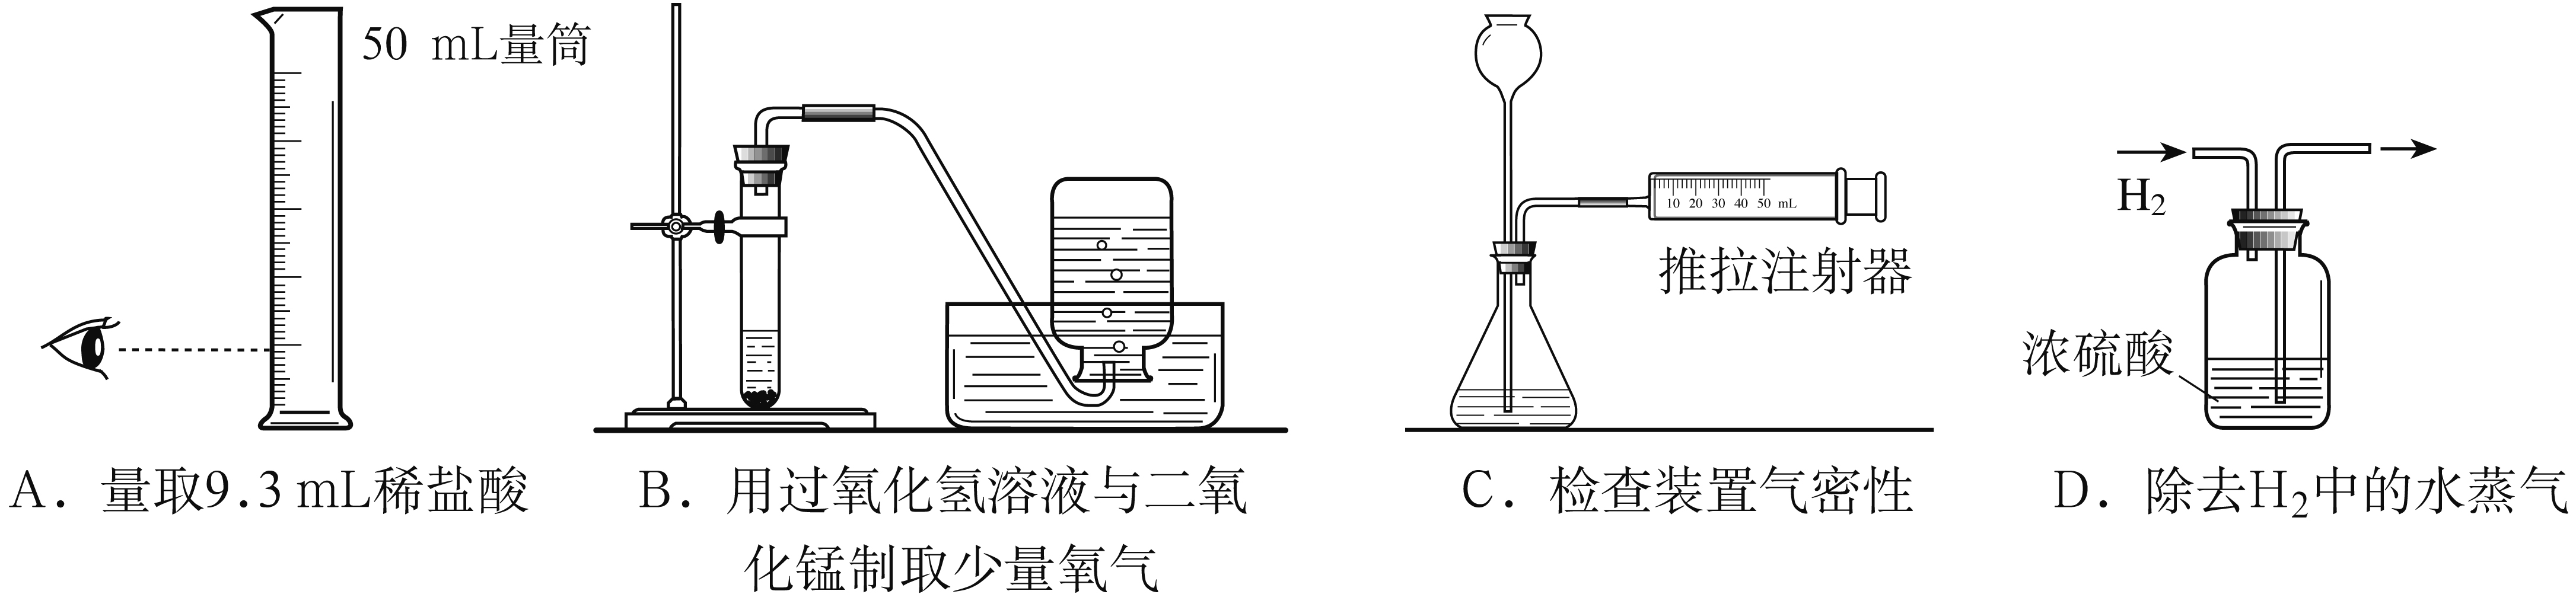 50 mL量筒
A. 量取9.3 mL稀盐酸
B. 用过氧化氢溶液与二氧
化锰制取少量氧气
10 20 30 40 50 mL
推拉注射器
C. 检查装置气密性
H₂
浓硫酸
D. 除去H₂中的水蒸气